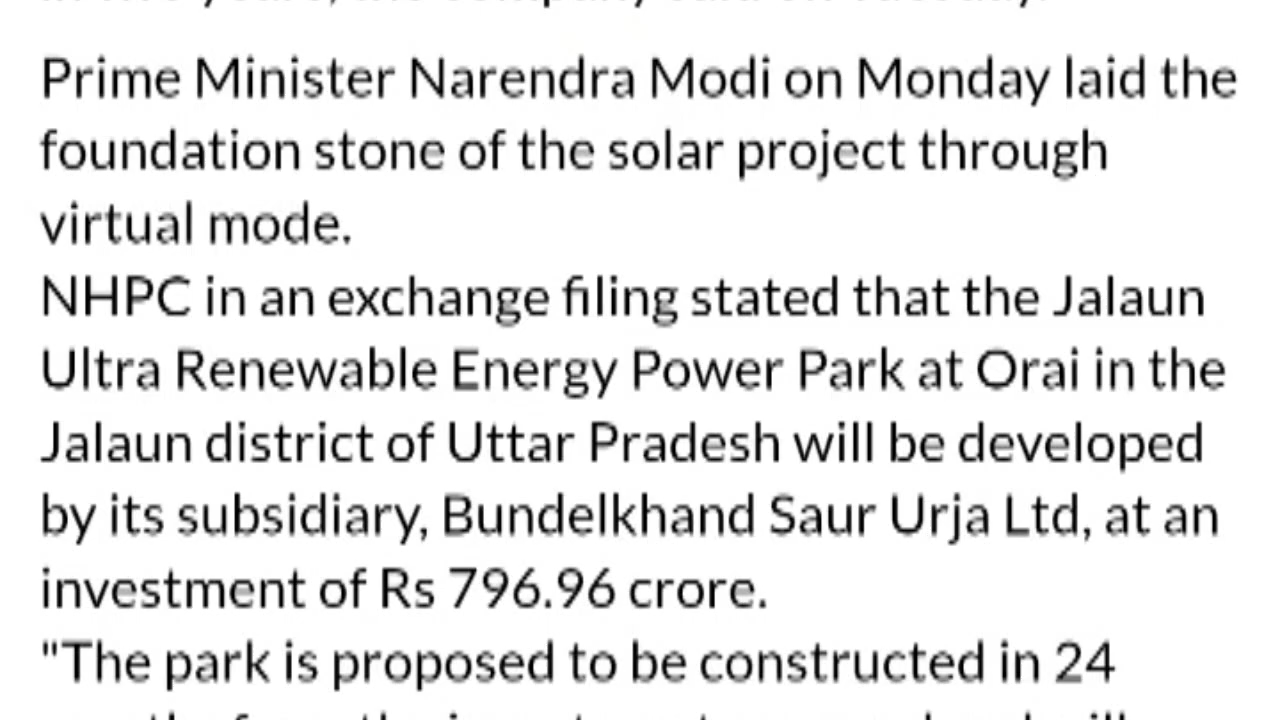 Prime Minister Narendra Modi on Monday laid the
foundation stone of the solar project through
virtual mode.
NHPC in an exchange filing stated that the Jalaun
Ultra Renewable Energy Power Park at Orai in the
Jalaun district of Uttar Pradesh will be developed
by its subsidiary, Bundelkhand Saur Urja Ltd, at an
investment of Rs 796.96 crore.
"The park is proposed to be constructed in 24